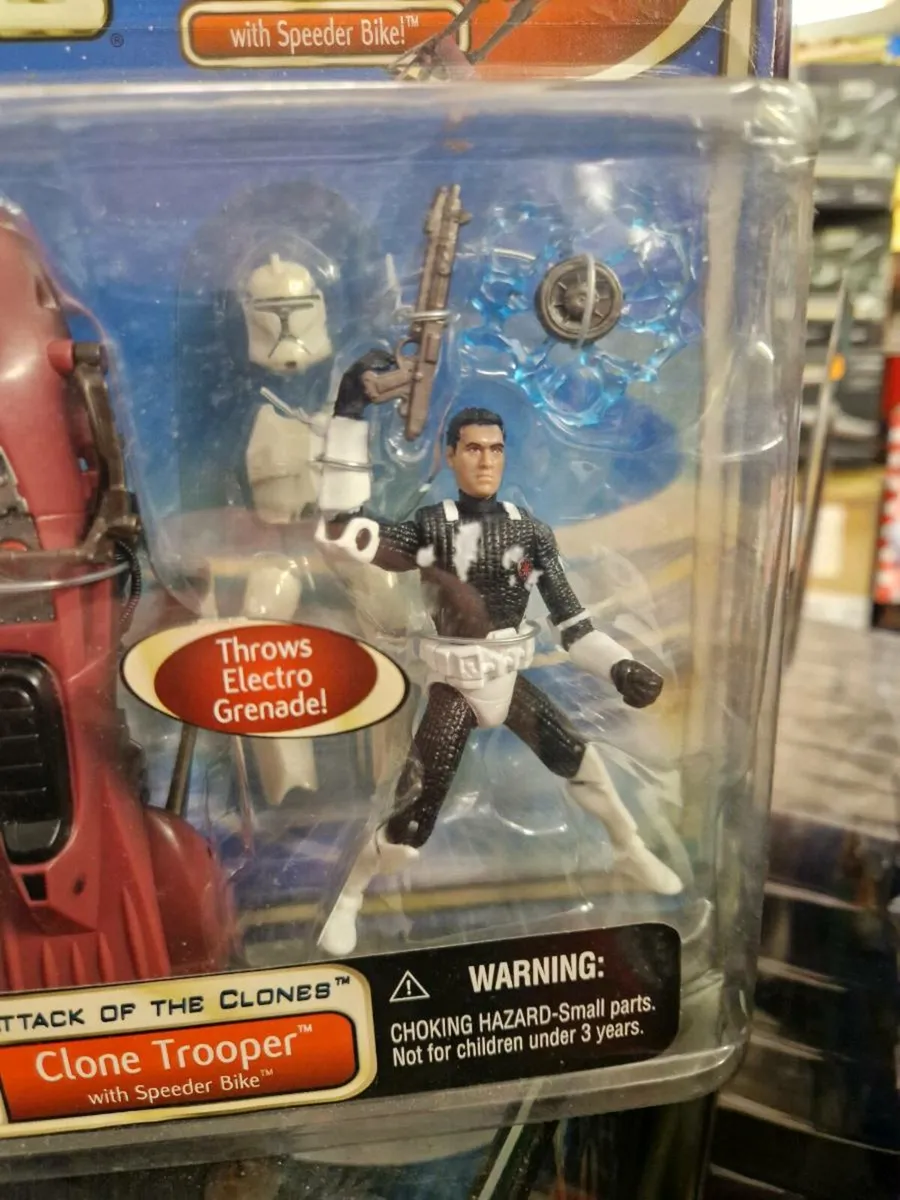 ®
with Speeder Bike!™
Throws
Electro
Grenade!
TTACK OF THE CLONES™
Clone Trooper™
with Speeder Bike™
WARNING:
CHOKING HAZARD-Small parts.
Not for children under 3 years.